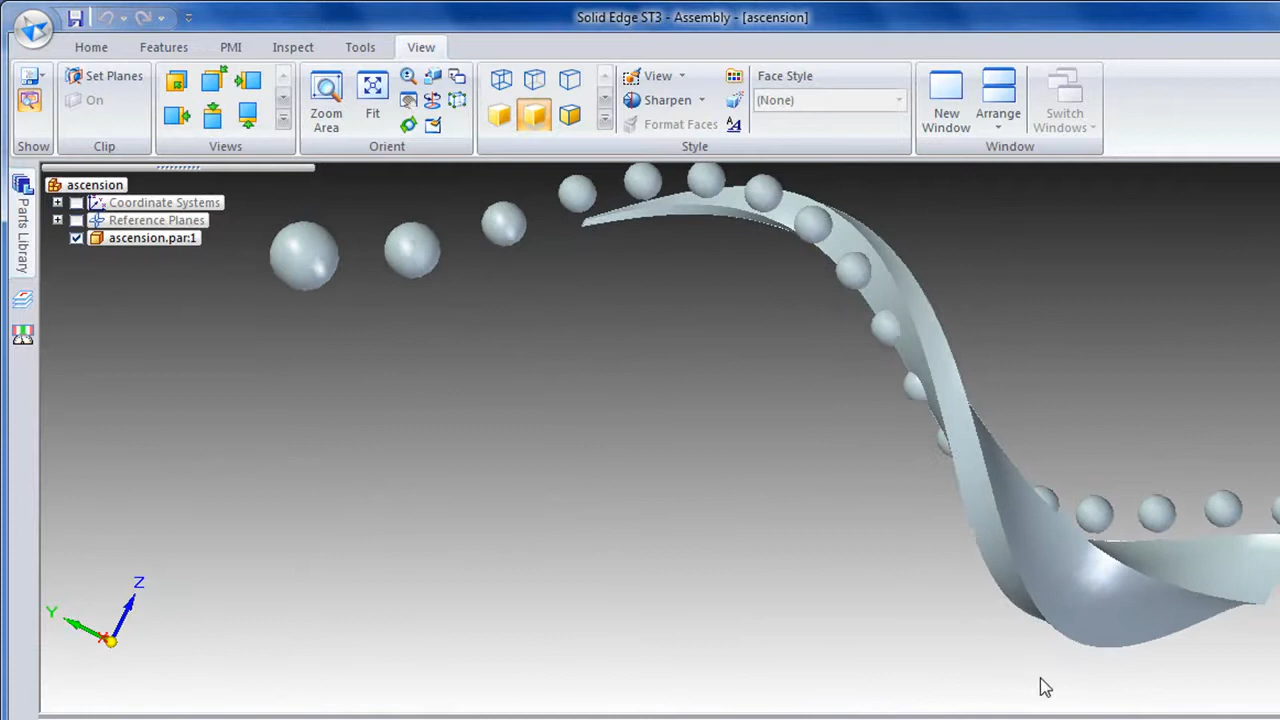 Solid Edge ST3 - Assembly - [ascension]
Home Features PMI Inspect Tools View
Set Planes
On
Zoom Area
Fit
View
Sharpen
Format Faces
Face Style
(None)
New Window
Arrange
Switch Windows
Show Clip Views Orient Style Window
Parts Library
ascension
Coordinate Systems
Reference Planes
ascension.par:1
Z
Y
X